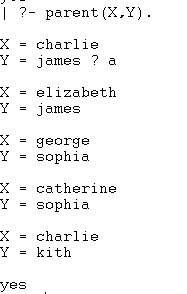 | ?- parent(X,Y).
X = charlie
Y = james ? a
X = elizabeth
Y = james
X = george
Y = sophia
X = catherine
Y = sophia
X = charlie
Y = kith
yes